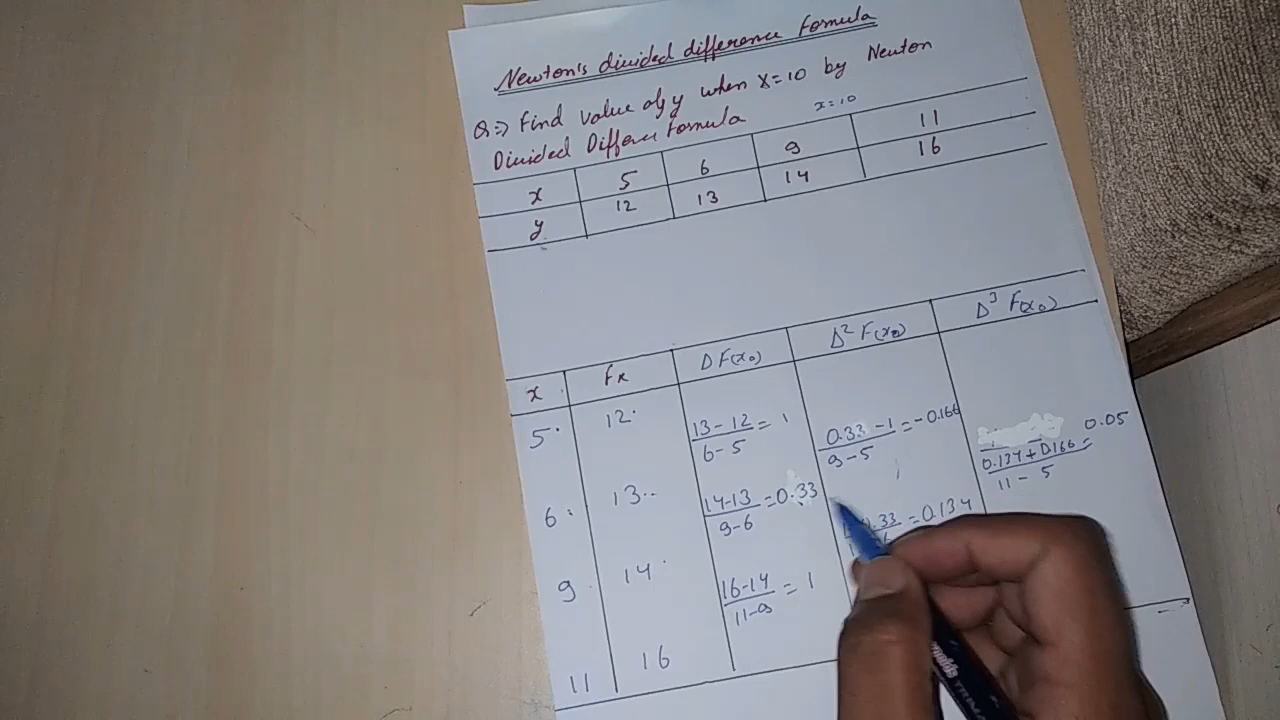 Newton's divided difference formula
Q⇒ Find value of y when x=10 by Newton
Divided Differece Formula
x=10
x 5 6 9 11
y 12 13 14 16
x Fx Δ F(x₀) Δ² F(x₀) Δ³ F(x₀)
5 12 13-12/6-5 = 1 0.33-1/9-5 = -0.166 0.134+0.166/11-5 = 0.05
6 13 14-13/9-6 = 0.33 0.33 = 0.134
9 14 16-14/11-9 = 1
11 16